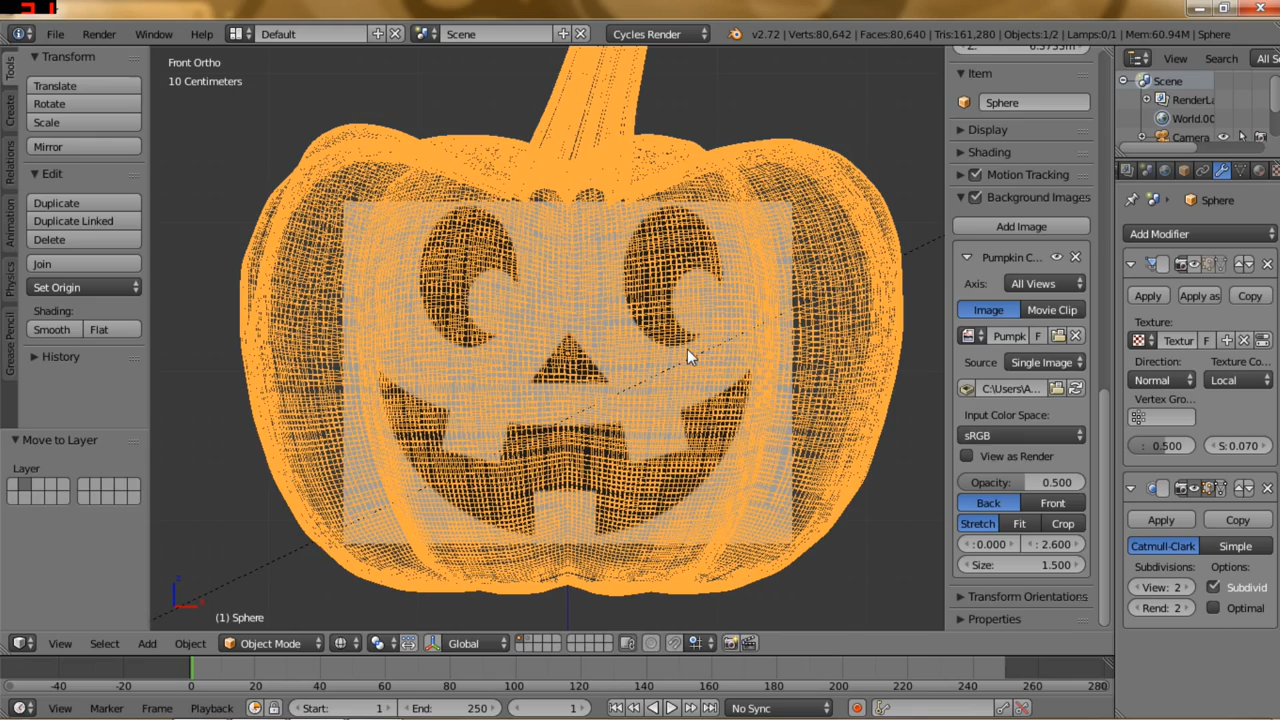 File Render Window Help Default Scene Cycles Render v2.72 | Verts:80,642 | Faces:80,640 | Tris:161,280 | Objects:1/2 | Lamps:0/1 | Mem:60.94M | Sphere
Tools
Create
Relations
Animation
Physics
Grease Pencil
Transform
Translate
Rotate
Scale
Mirror
Edit
Duplicate
Duplicate Linked
Delete
Join
Set Origin
Shading:
Smooth Flat
History
Move to Layer
Layer
Front Ortho
10 Centimeters
(1) Sphere
Item
Sphere
Display
Shading
Motion Tracking
Background Images
Add Image
Pumpkin C...
Axis: All Views
Image Movie Clip
Pumpk F
Source Single Image
C:\Users\A...
Input Color Space:
sRGB
View as Render
Opacity: 0.500
Back Front
Stretch Fit Crop
:0.000 : 2.600
Size: 1.500
Transform Orientations
Properties
View Search All S
Scene
RenderLa
World.00
Camera
Sphere
Add Modifier
Apply Apply as Copy
Texture:
Textur F
Direction: Texture Co...
Normal Local
Vertex Gro...
: 0.500 S:0.070
Apply Copy
Catmull-Clark Simple
Subdivisions: Options:
View: 2 Subdivid
Rend: 2 Optimal
View Select Add Object Object Mode Global
-40 -20 0 20 40 60 80 100 120 140 160 180 200 220 240 260 280
View Marker Frame Playback Start: 1 End: 250 1 No Sync